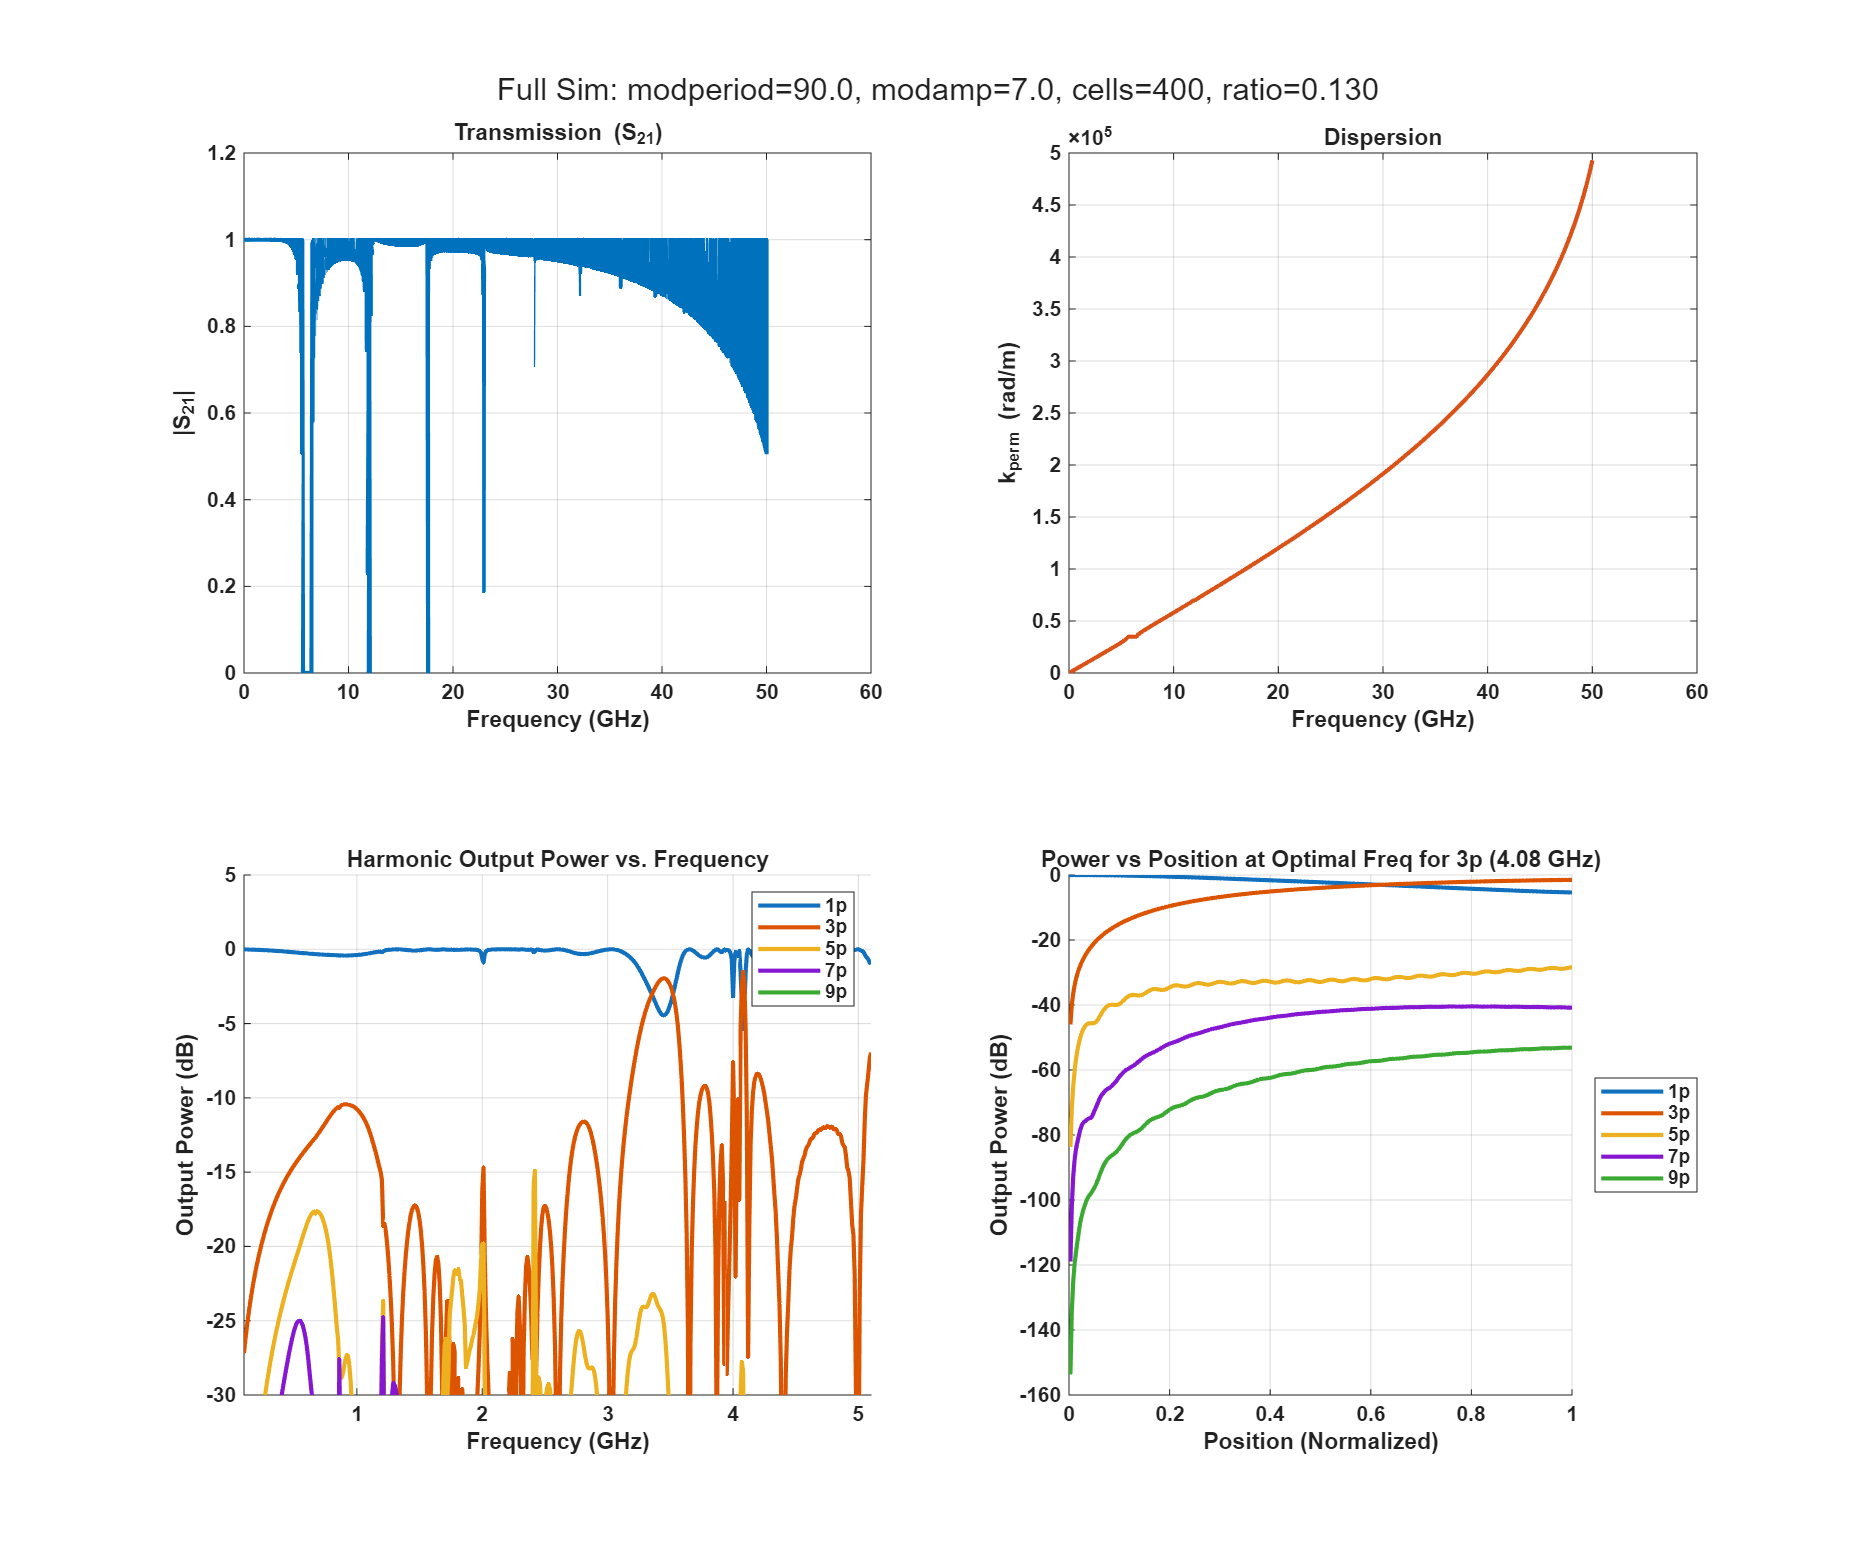 Full Sim: modperiod=90.0, modamp=7.0, cells=400, ratio=0.130
Transmission (S21)
1.2
1
0.8
0.6
0.4
0.2
0
|S21|
0 10 20 30 40 50 60
Frequency (GHz)
×10^5
Dispersion
5
4.5
4
3.5
3
2.5
2
1.5
1
0.5
0
kperm (rad/m)
0 10 20 30 40 50 60
Frequency (GHz)
Harmonic Output Power vs. Frequency
5
0
-5
-10
-15
-20
-25
-30
Output Power (dB)
1p
3p
5p
7p
9p
1 2 3 4 5
Frequency (GHz)
Power vs Position at Optimal Freq for 3p (4.08 GHz)
0
-20
-40
-60
-80
-100
-120
-140
-160
Output Power (dB)
0 0.2 0.4 0.6 0.8 1
Position (Normalized)
1p
3p
5p
7p
9p